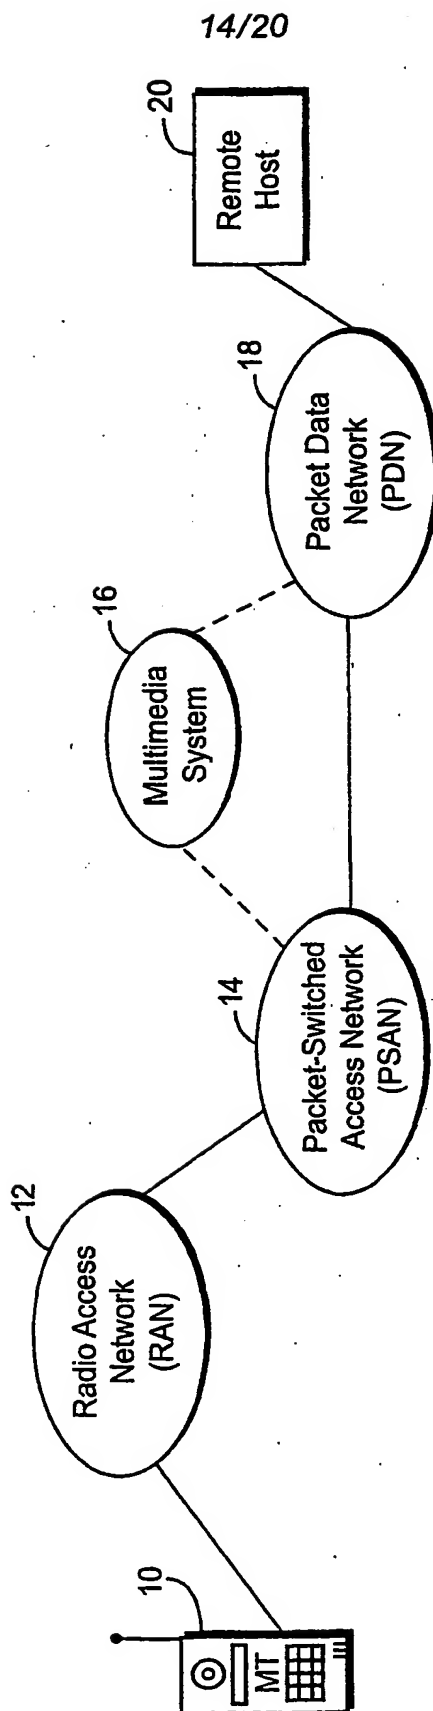 14/20
10
MT
12
Radio Access
Network
(RAN)
14
Packet-Switched
Access Network
(PSAN)
16
Multimedia
System
18
Packet Data
Network
(PDN)
20
Remote
Host